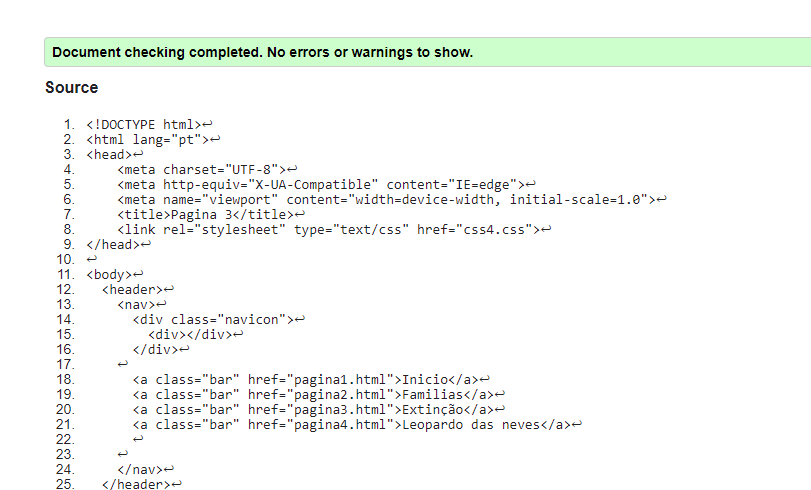 Document checking completed. No errors or warnings to show.
Source
1. <!DOCTYPE html>↩
2. <html lang="pt">↩
3. <head>↩
4.     <meta charset="UTF-8">↩
5.     <meta http-equiv="X-UA-Compatible" content="IE=edge">↩
6.     <meta name="viewport" content="width=device-width, initial-scale=1.0">↩
7.     <title>Pagina 3</title>↩
8.     <link rel="stylesheet" type="text/css" href="css4.css">↩
9. </head>↩
10. ↩
11. <body>↩
12.   <header>↩
13.     <nav>↩
14.       <div class="navicon">↩
15.         <div></div>↩
16.       </div>↩
17.     ↩
18.       <a class="bar" href="pagina1.html">Inicio</a>↩
19.       <a class="bar" href="pagina2.html">Familias</a>↩
20.       <a class="bar" href="pagina3.html">Extinção</a>↩
21.       <a class="bar" href="pagina4.html">Leopardo das neves</a>↩
22.       ↩
23.     ↩
24.     </nav>↩
25.   </header>↩